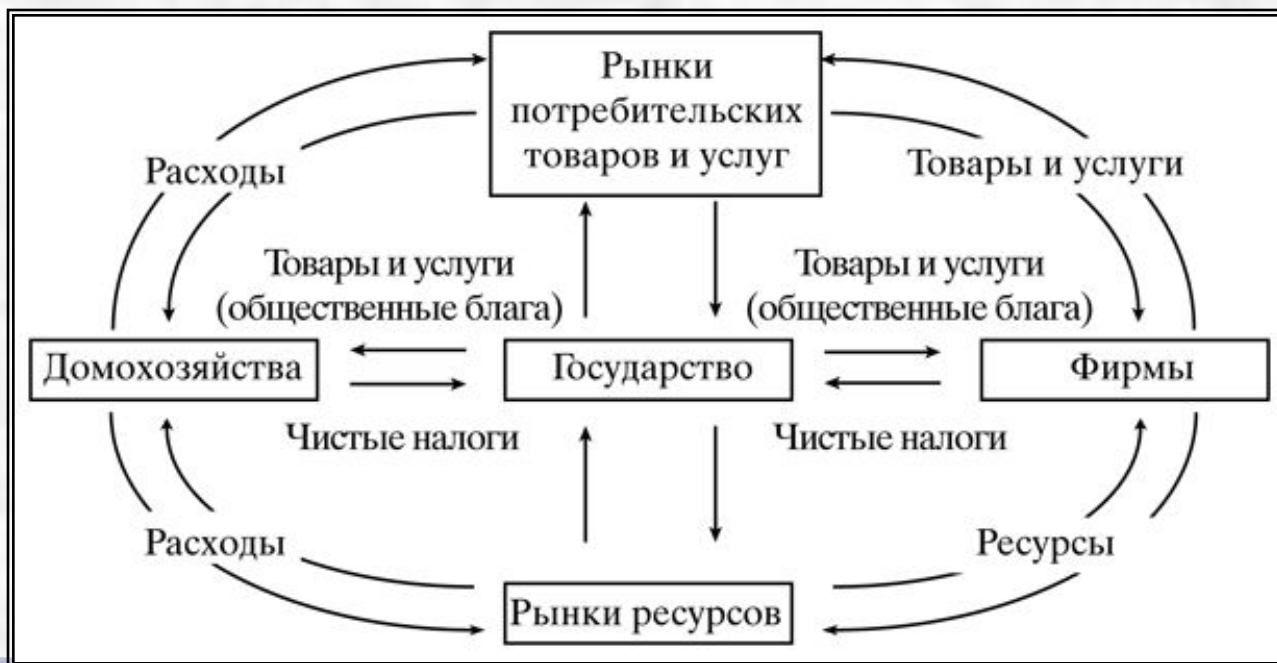 Рынки
потребительских
товаров и услуг
Расходы
Товары и услуги
Товары и услуги
(общественные блага)
Товары и услуги
(общественные блага)
Домохозяйства
Государство
Фирмы
Чистые налоги
Чистые налоги
Расходы
Ресурсы
Рынки ресурсов